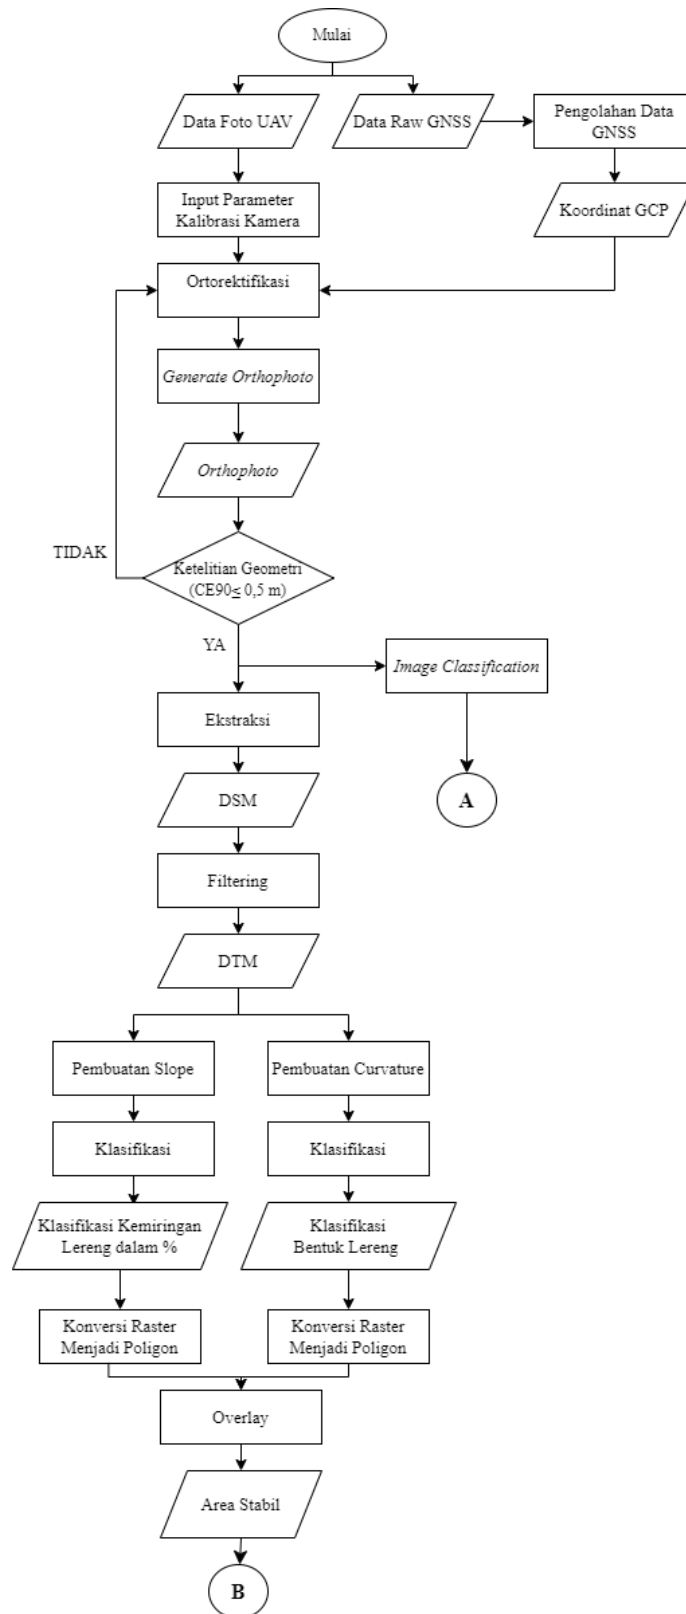 Mulai
Data Foto UAV
Data Raw GNSS
Pengolahan Data
GNSS
Input Parameter
Kalibrasi Kamera
Koordinat GCP
Ortorektifikasi
Generate Orthophoto
Orthophoto
TIDAK
Ketelitian Geometri
(CE90≤ 0,5 m)
YA
Image Classification
Ekstraksi
DSM
A
Filtering
DTM
Pembuatan Slope
Pembuatan Curvature
Klasifikasi
Klasifikasi
Klasifikasi Kemiringan
Lereng dalam %
Klasifikasi
Bentuk Lereng
Konversi Raster
Menjadi Poligon
Konversi Raster
Menjadi Poligon
Overlay
Area Stabil
B